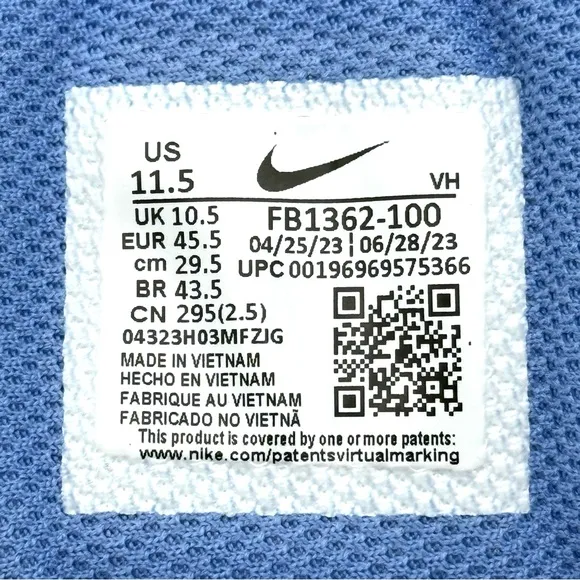 US
11.5 VH
UK 10.5 FB1362-100
EUR 45.5 04/25/23 | 06/28/23
cm 29.5 UPC 00196969575366
BR 43.5
CN 295(2.5)
04323H03MFZJG
MADE IN VIETNAM
HECHO EN VIETNAM
FABRIQUE AU VIETNAM
FABRICADO NO VIETNÃ
This product is covered by one or more patents:
www.nike.com/patentsvirtualmarking